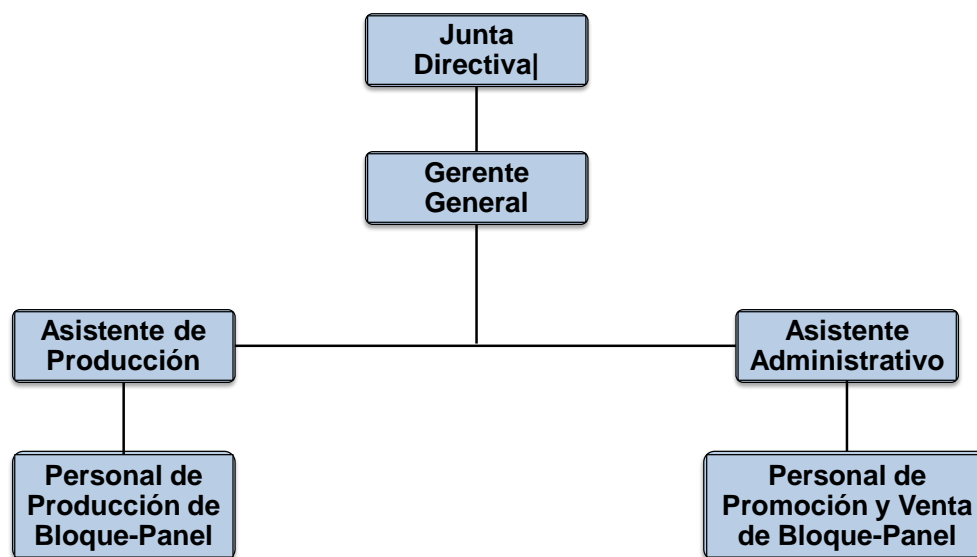 Junta
Directiva|
Gerente
General
Asistente de
Producción
Asistente
Administrativo
Personal de
Producción de
Bloque-Panel
Personal de
Promoción y Venta
de Bloque-Panel